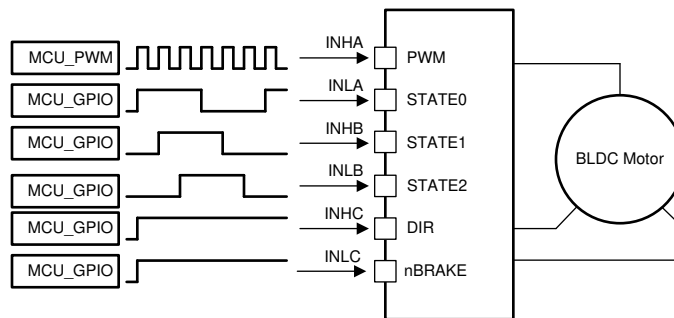 MCU_PWM INHA PWM
MCU_GPIO INLA STATE0
MCU_GPIO INHB STATE1
BLDC Motor
MCU_GPIO INLB STATE2
MCU_GPIO INHC DIR
MCU_GPIO INLC nBRAKE